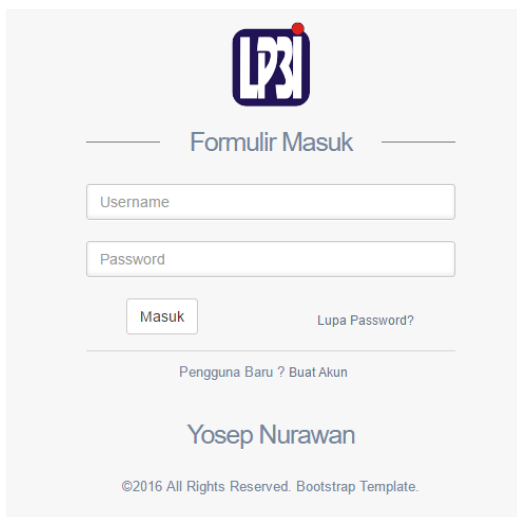 LP3I
Formulir Masuk
Username
Password
Masuk Lupa Password?
Pengguna Baru ? Buat Akun
Yosep Nurawan
©2016 All Rights Reserved. Bootstrap Template.